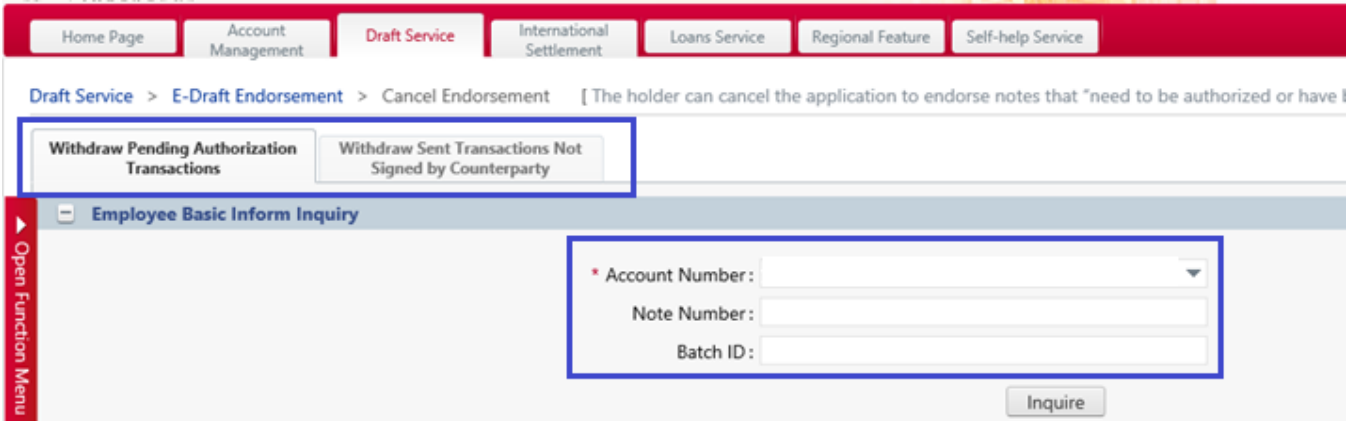 Home Page
Account
Management
Draft Service
International
Settlement
Loans Service
Regional Feature
Self-help Service
Draft Service > E-Draft Endorsement > Cancel Endorsement [ The holder can cancel the application to endorse notes that "need to be authorized or have
Withdraw Pending Authorization
Transactions
Withdraw Sent Transactions Not
Signed by Counterparty
Open Function Menu
Employee Basic Inform Inquiry
* Account Number:
Note Number:
Batch ID:
Inquire